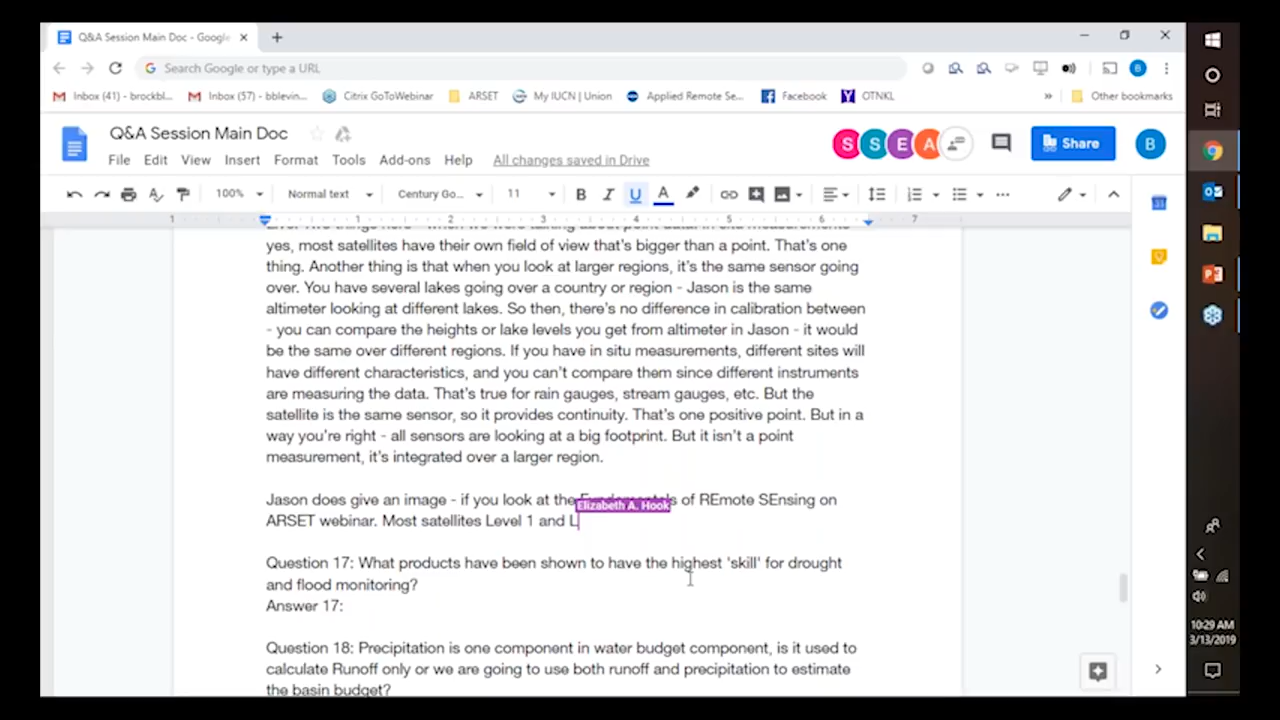 Q&A Session Main Doc - Google
Search Google or type a URL
Inbox (41) - brockbl... Inbox (57) - bblevin... Citrix GoToWebinar ARSET My IUCN | Union Applied Remote Se... Facebook OTNKL » Other bookmarks
Q&A Session Main Doc
S S E A B
File Edit View Insert Format Tools Add-ons Help All changes saved in Drive
Share
100% Normal text Century Go... 11 B I U A
1 1 2 3 4 5 6 7
yes, most satellites have their own field of view that's bigger than a point. That's one
thing. Another thing is that when you look at larger regions, it's the same sensor going
over. You have several lakes going over a country or region - Jason is the same
altimeter looking at different lakes. So then, there's no difference in calibration between
- you can compare the heights or lake levels you get from altimeter in Jason - it would
be the same over different regions. If you have in situ measurements, different sites will
have different characteristics, and you can't compare them since different instruments
are measuring the data. That's true for rain gauges, stream gauges, etc. But the
satellite is the same sensor, so it provides continuity. That's one positive point. But in a
way you're right - all sensors are looking at a big footprint. But it isn't a point
measurement, it's integrated over a larger region.
Jason does give an image - if you look at the Fundamentals of REmote SEnsing on
Elizabeth A. Hook
ARSET webinar. Most satellites Level 1 and L
Question 17: What products have been shown to have the highest 'skill' for drought
and flood monitoring?
Answer 17:
Question 18: Precipitation is one component in water budget component, is it used to
calculate Runoff only or we are going to use both runoff and precipitation to estimate
the basin budget?
10:29 AM
3/13/2019